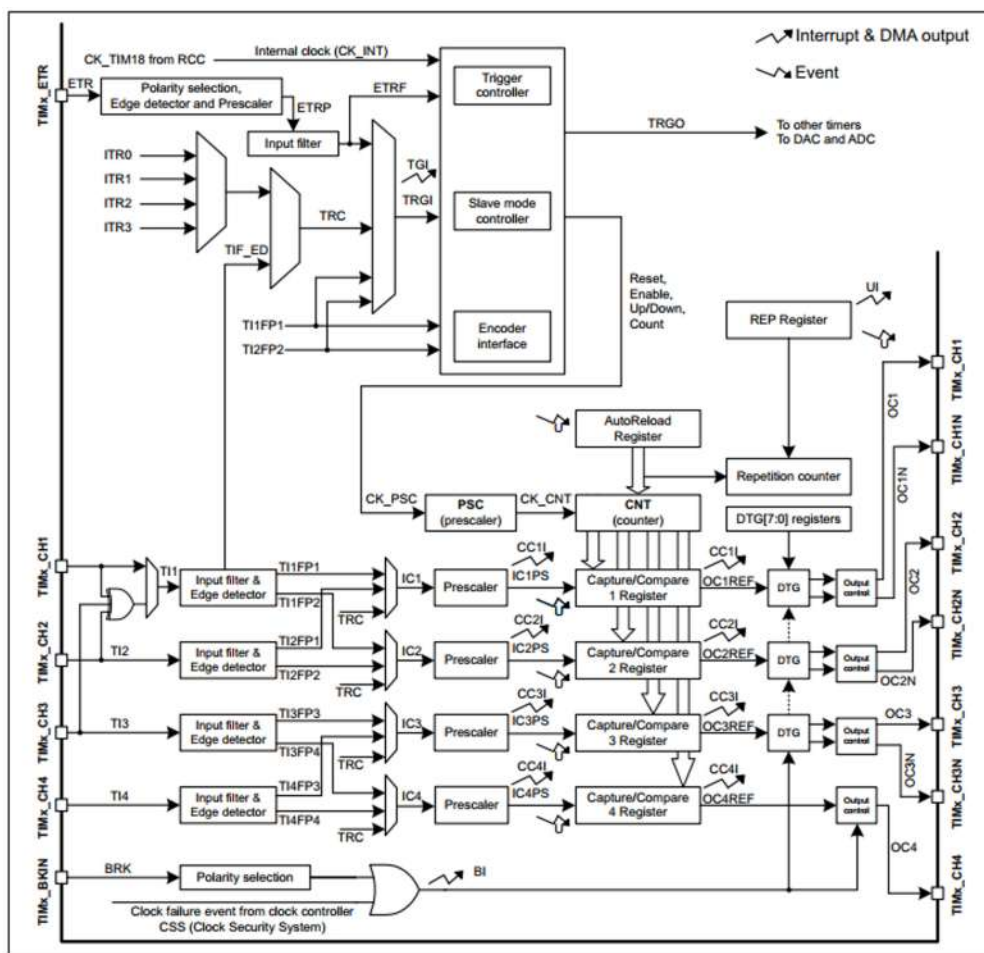 Interrupt & DMA output
Event
CK_TIM18 from RCC
Internal clock (CK_INT)
TIMx_ETR
ETR
Polarity selection,
Edge detector and Prescaler
ETRP
ETRF
Input filter
Trigger
controller
TRGO
To other timers
To DAC and ADC
ITR0
ITR1
ITR2
ITR3
TRC
TIF_ED
TGI
TRGI
Slave mode
controller
TI1FP1
TI2FP2
Encoder
interface
Reset,
Enable,
Up/Down,
Count
REP Register
UI
AutoReload
Register
Repetition counter
CK_PSC
PSC
(prescaler)
CK_CNT
CNT
(counter)
DTG[7:0] registers
TIMx_CH1
TI1
Input filter &
Edge detector
TI1FP1
TI1FP2
TRC
IC1
Prescaler
CC1I
IC1PS
Capture/Compare
1 Register
CC1I
OC1REF
DTG
Output
control
OC1
TIMx_CH1
OC1N
TIMx_CH1N
TIMx_CH2
TI2
Input filter &
Edge detector
TI2FP1
TI2FP2
TRC
IC2
Prescaler
CC2I
IC2PS
Capture/Compare
2 Register
CC2I
OC2REF
DTG
Output
control
OC2
TIMx_CH2
OC2N
TIMx_CH2N
TIMx_CH3
TI3
Input filter &
Edge detector
TI3FP3
TI3FP4
TRC
IC3
Prescaler
CC3I
IC3PS
Capture/Compare
3 Register
CC3I
OC3REF
DTG
Output
control
OC3
TIMx_CH3
OC3N
TIMx_CH3N
TIMx_CH4
TI4
Input filter &
Edge detector
TI4FP3
TI4FP4
TRC
IC4
Prescaler
CC4I
IC4PS
Capture/Compare
4 Register
CC4I
OC4REF
Output
control
OC4
TIMx_CH4
TIMx_BKIN
BRK
Polarity selection
BI
Clock failure event from clock controller
CSS (Clock Security System)